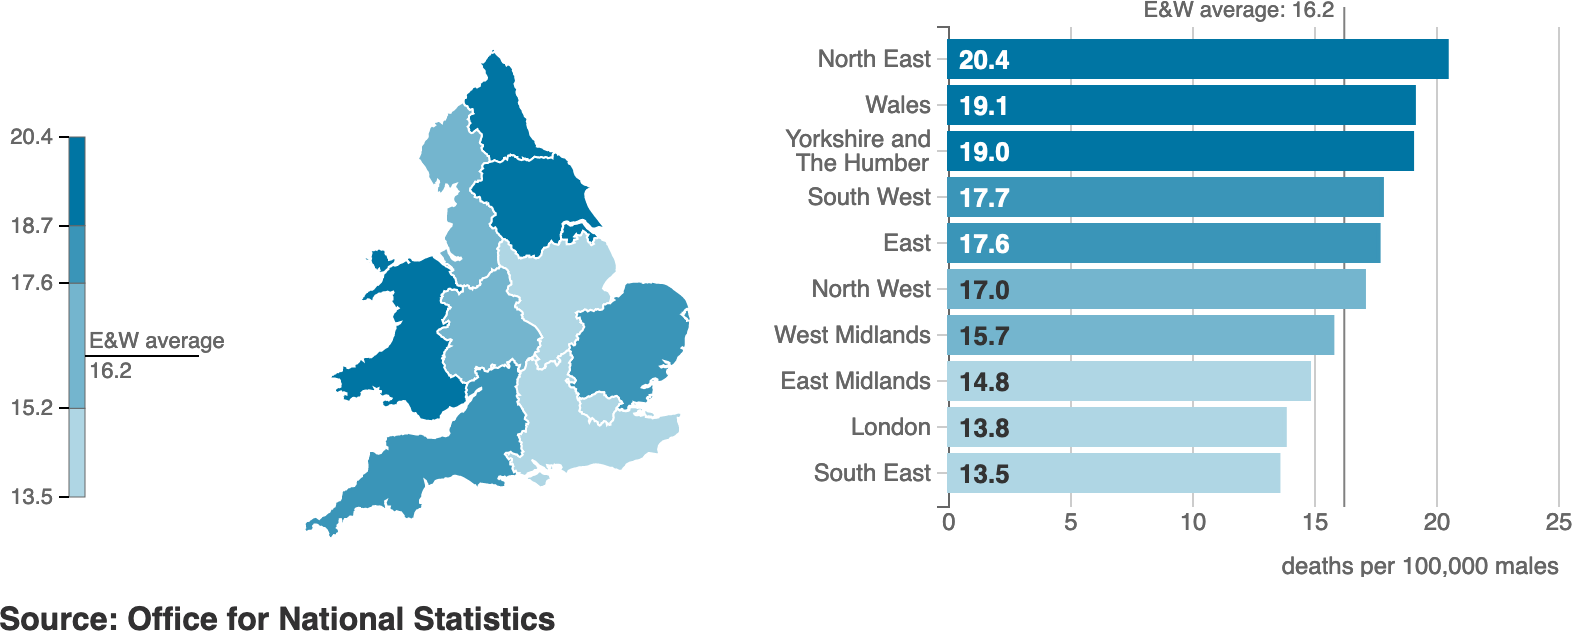 20.4
18.7
17.6
E&W average
16.2
15.2
13.5
E&W average: 16.2
North East 20.4
Wales 19.1
Yorkshire and
The Humber 19.0
South West 17.7
East 17.6
North West 17.0
West Midlands 15.7
East Midlands 14.8
London 13.8
South East 13.5
0 5 10 15 20 25
deaths per 100,000 males
Source: Office for National Statistics